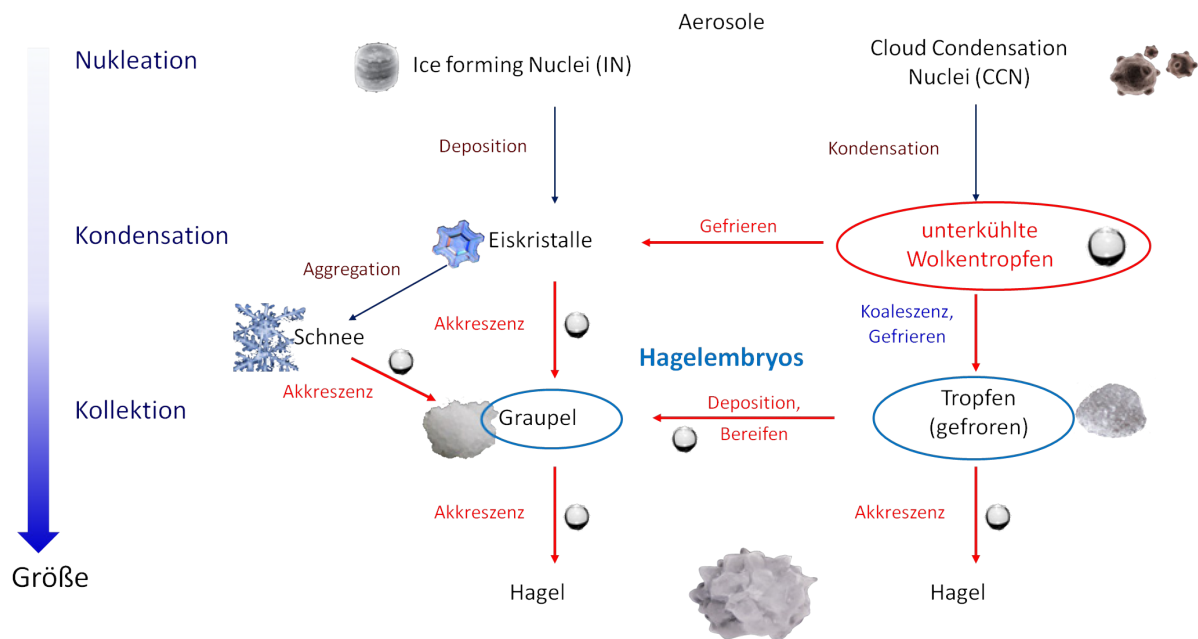 Aerosole
Nukleation
Ice forming Nuclei (IN)
Cloud Condensation
Nuclei (CCN)
Deposition
Kondensation
Kondensation
Eiskristalle
Gefrieren
unterkühlte
Wolkentropfen
Aggregation
Schnee
Akkreszenz
Akkreszenz
Koaleszenz,
Gefrieren
Hagelembryos
Kollektion
Graupel
Deposition,
Bereifen
Tropfen
(gefroren)
Akkreszenz
Akkreszenz
Größe
Hagel
Hagel